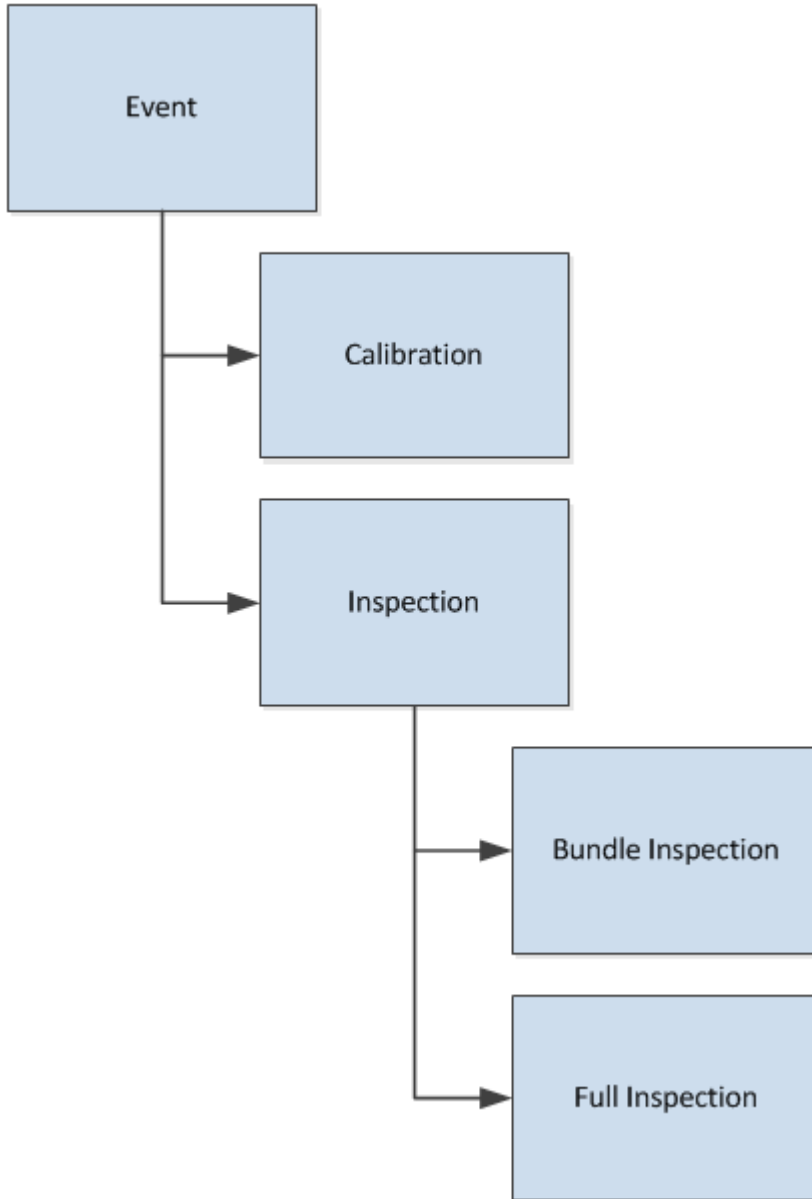 Event
Calibration
Inspection
Bundle Inspection
Full Inspection